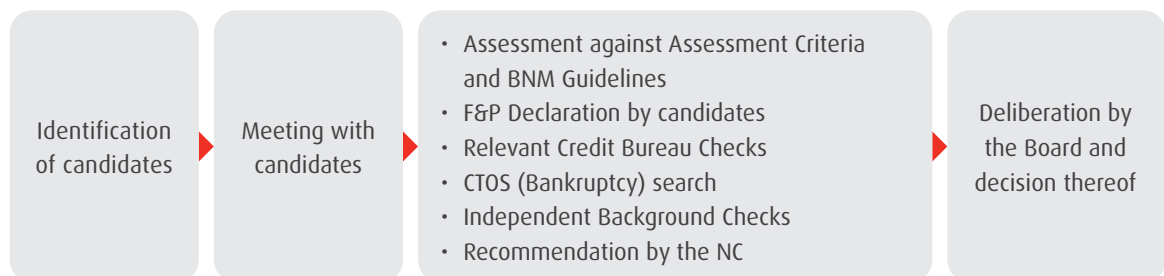 Identification
of candidates
Meeting with
candidates
• Assessment against Assessment Criteria
and BNM Guidelines
• F&P Declaration by candidates
• Relevant Credit Bureau Checks
• CTOS (Bankruptcy) search
• Independent Background Checks
• Recommendation by the NC
Deliberation by
the Board and
decision thereof